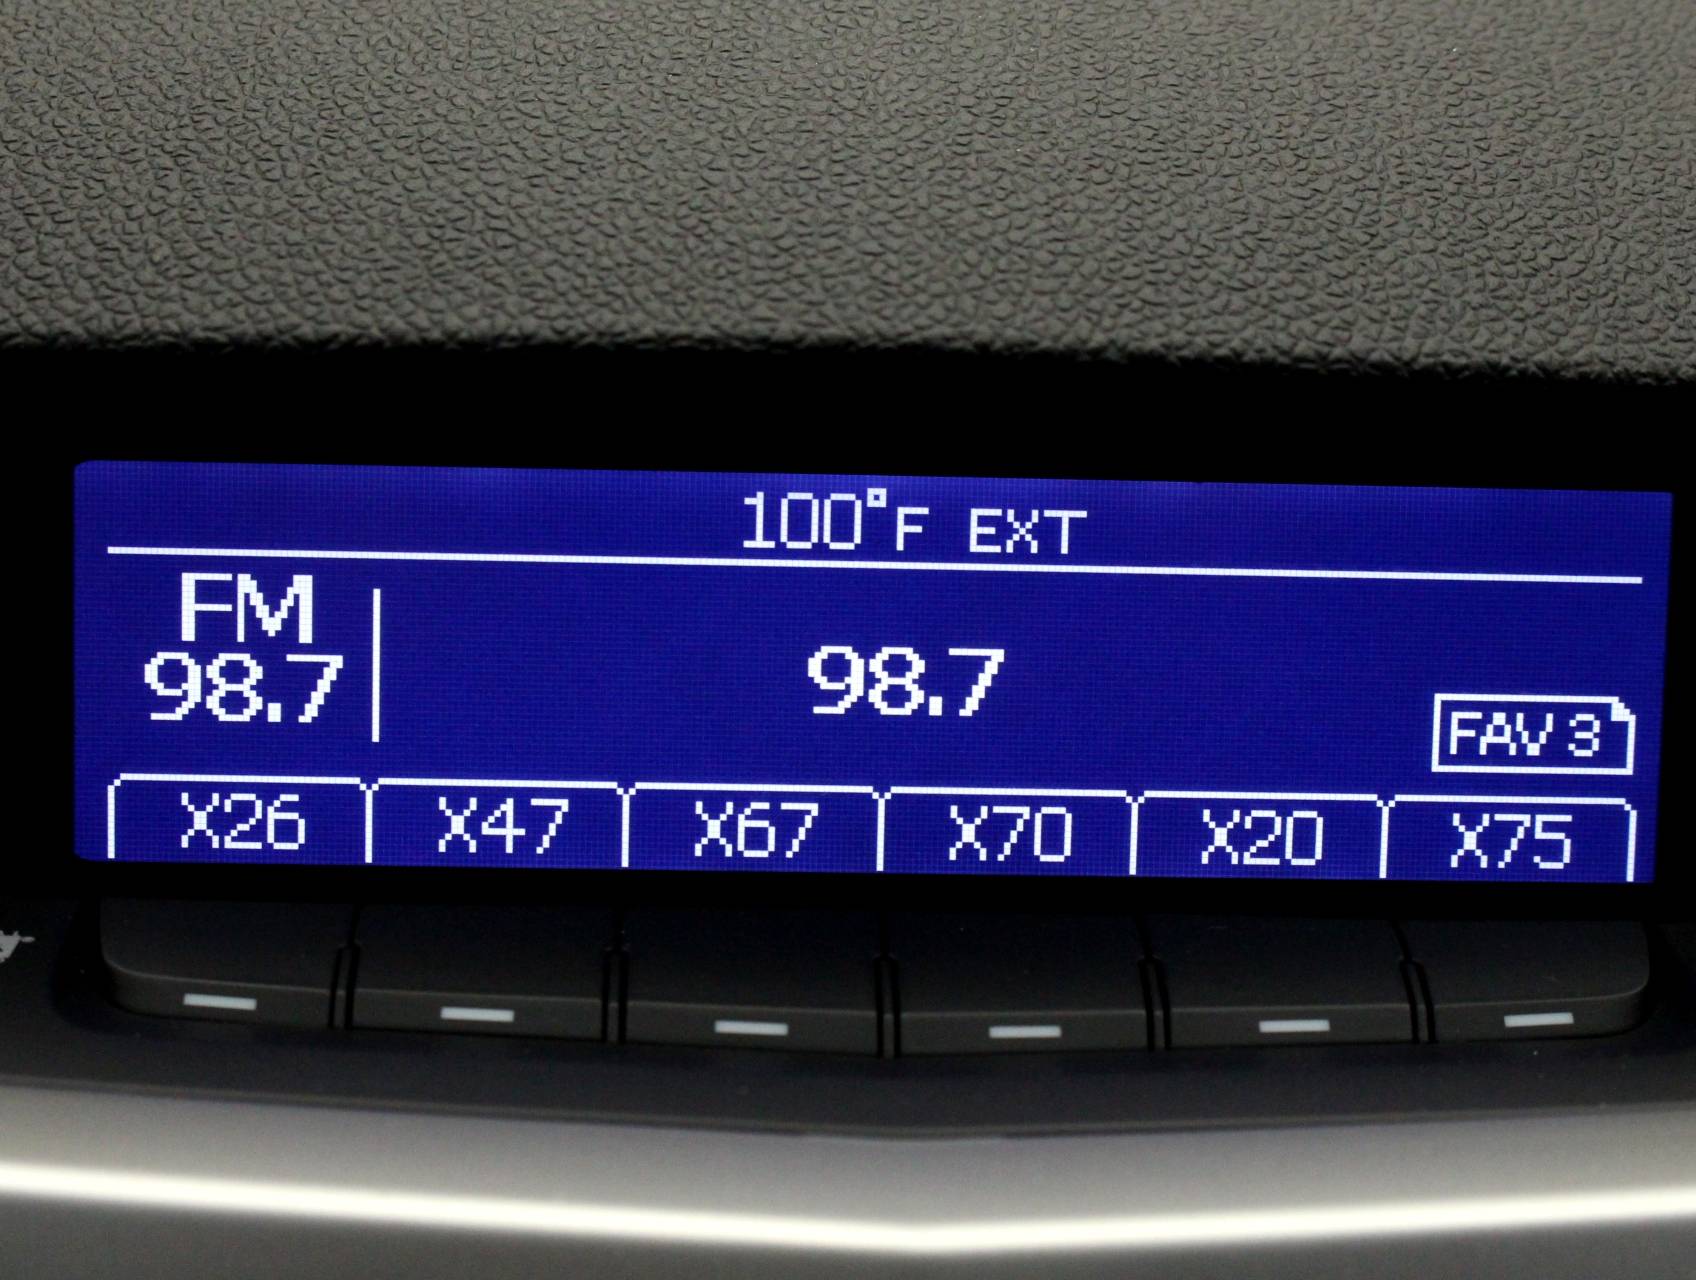 100°F EXT
FM
98.7
98.7
FAV 3
X26 X47 X67 X70 X20 X75